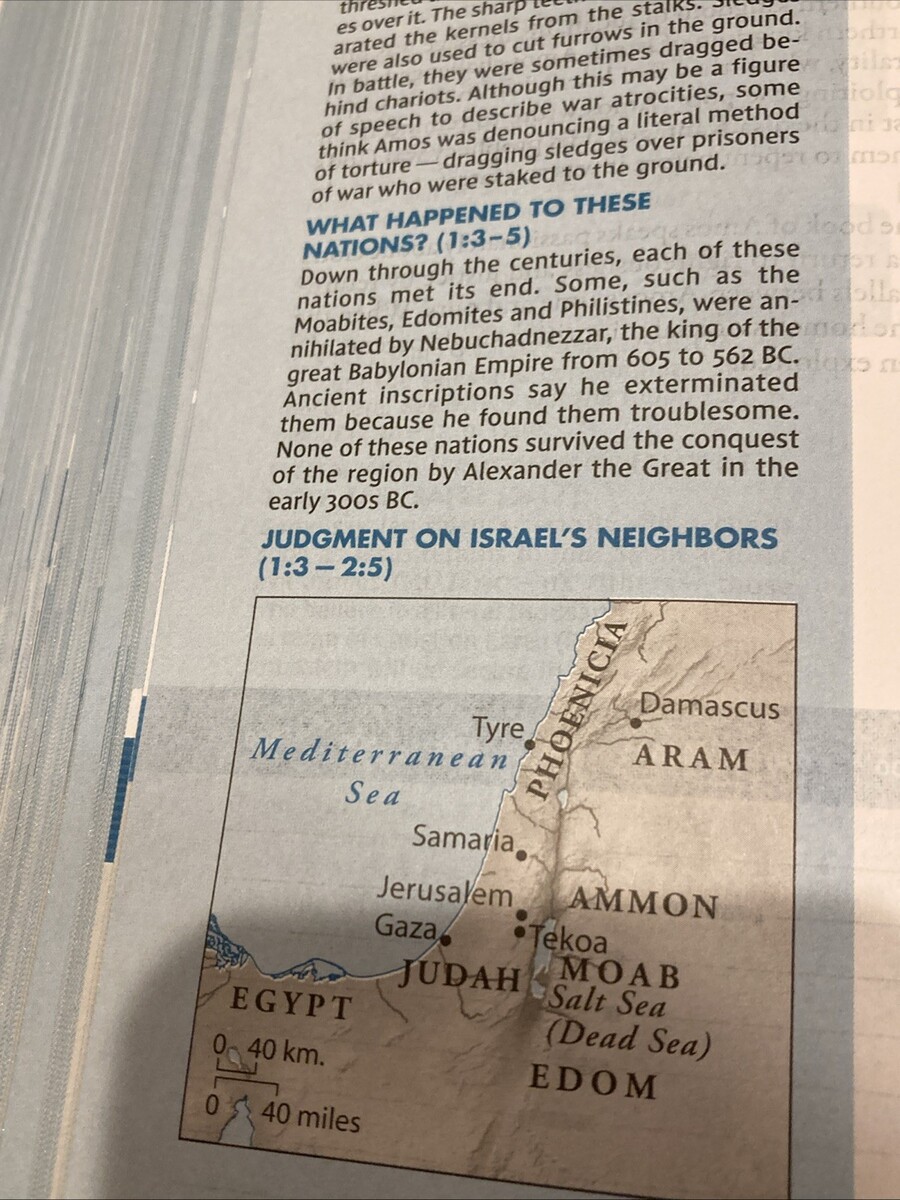 es over it. The sharp
arated the kernels from the stalks.
were also used to cut furrows in the ground.
In battle, they were sometimes dragged be-
hind chariots. Although this may be a figure
of speech to describe war atrocities, some
think Amos was denouncing a literal method
of torture — dragging sledges over prisoners
of war who were staked to the ground.
WHAT HAPPENED TO THESE
NATIONS? (1:3–5)
Down through the centuries, each of these
nations met its end. Some, such as the
Moabites, Edomites and Philistines, were an-
nihilated by Nebuchadnezzar, the king of the
great Babylonian Empire from 605 to 562 BC.
Ancient inscriptions say he exterminated
them because he found them troublesome.
None of these nations survived the conquest
of the region by Alexander the Great in the
early 300s BC.
JUDGMENT ON ISRAEL'S NEIGHBORS
(1:3 – 2:5)
PHOENICIA
Damascus
Tyre
ARAM
Mediterranean
Sea
Samaria
Jerusalem
AMMON
Gaza
Tekoa
JUDAH
MOAB
EGYPT
Salt Sea
(Dead Sea)
EDOM
0 40 km.
0 40 miles